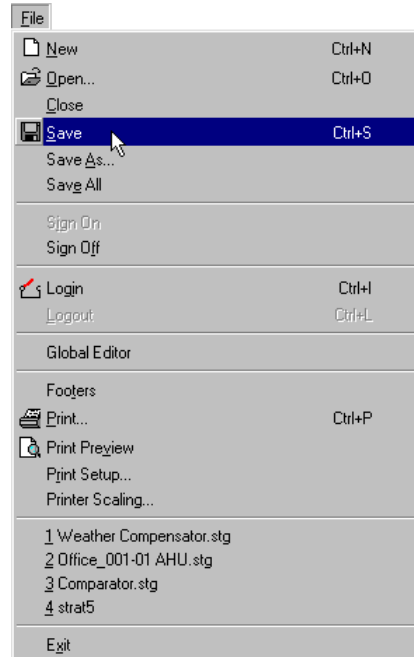 File
New Ctrl+N
Open... Ctrl+O
Close
Save Ctrl+S
Save As...
Save All
Sign On
Sign Off
Login Ctrl+I
Logout Ctrl+L
Global Editor
Footers
Print... Ctrl+P
Print Preview
Print Setup...
Printer Scaling...
1 Weather Compensator.stg
2 Office_001-01 AHU.stg
3 Comparator.stg
4 strat5
Exit